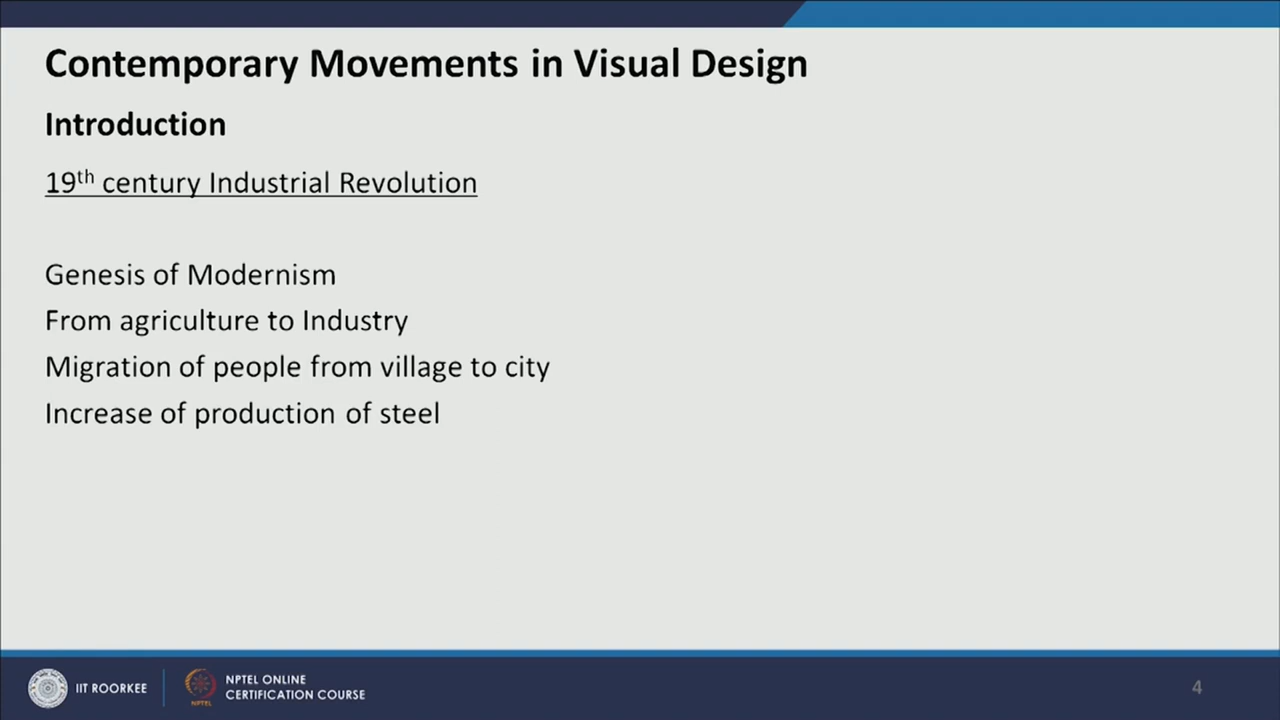 Contemporary Movements in Visual Design
Introduction
19th century Industrial Revolution
Genesis of Modernism
From agriculture to Industry
Migration of people from village to city
Increase of production of steel
IIT ROORKEE
NPTEL
NPTEL ONLINE
CERTIFICATION COURSE
4